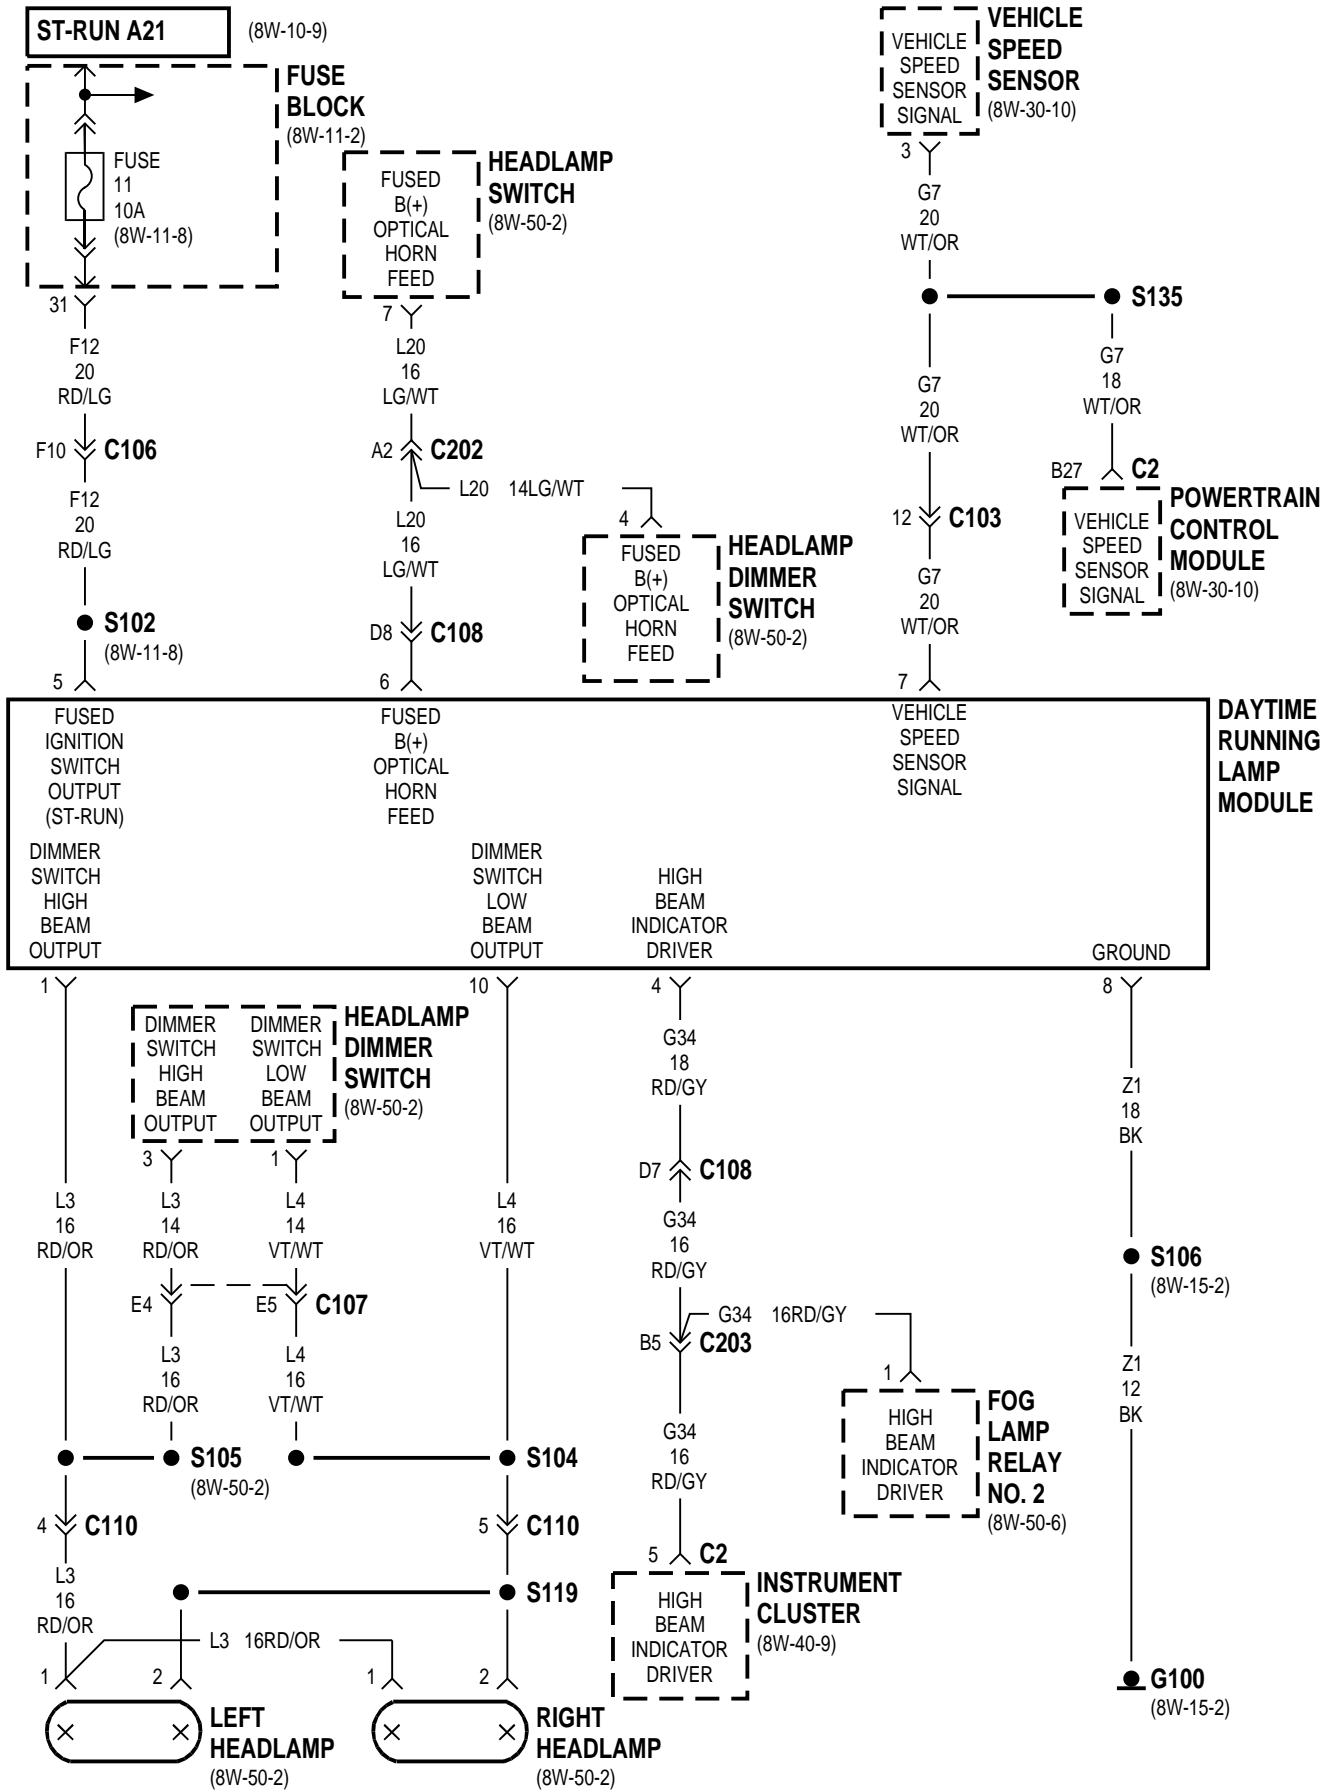 ST-RUN A21
(8W-10-9)
FUSE
BLOCK
(8W-11-2)
FUSE
11
10A
(8W-11-8)
31
F12
20
RD/LG
F10
C106
F12
20
RD/LG
S102
(8W-11-8)
5
HEADLAMP
SWITCH
(8W-50-2)
FUSED
B(+)
OPTICAL
HORN
FEED
7
L20
16
LG/WT
A2
C202
L20 14LG/WT
L20
16
LG/WT
D8
C108
6
4
FUSED
B(+)
OPTICAL
HORN
FEED
HEADLAMP
DIMMER
SWITCH
(8W-50-2)
VEHICLE
SPEED
SENSOR
SIGNAL
VEHICLE
SPEED
SENSOR
(8W-30-10)
3
G7
20
WT/OR
S135
G7
20
WT/OR
G7
18
WT/OR
12
C103
B27
C2
VEHICLE
SPEED
SENSOR
SIGNAL
POWERTRAIN
CONTROL
MODULE
(8W-30-10)
G7
20
WT/OR
7
FUSED
IGNITION
SWITCH
OUTPUT
(ST-RUN)
FUSED
B(+)
OPTICAL
HORN
FEED
VEHICLE
SPEED
SENSOR
SIGNAL
DAYTIME
RUNNING
LAMP
MODULE
DIMMER
SWITCH
HIGH
BEAM
OUTPUT
DIMMER
SWITCH
LOW
BEAM
OUTPUT
HIGH
BEAM
INDICATOR
DRIVER
GROUND
1
10
4
8
DIMMER
SWITCH
HIGH
BEAM
OUTPUT
DIMMER
SWITCH
LOW
BEAM
OUTPUT
HEADLAMP
DIMMER
SWITCH
(8W-50-2)
3
1
L3
16
RD/OR
L3
14
RD/OR
L4
14
VT/WT
L4
16
VT/WT
E4
E5
C107
L3
16
RD/OR
L4
16
VT/WT
S105
(8W-50-2)
S104
4
C110
5
C110
L3
16
RD/OR
S119
L3 16RD/OR
1
2
1
2
LEFT
HEADLAMP
(8W-50-2)
RIGHT
HEADLAMP
(8W-50-2)
G34
18
RD/GY
D7
C108
G34
16
RD/GY
G34 16RD/GY
B5
C203
1
HIGH
BEAM
INDICATOR
DRIVER
FOG
LAMP
RELAY
NO. 2
(8W-50-6)
G34
16
RD/GY
5
C2
HIGH
BEAM
INDICATOR
DRIVER
INSTRUMENT
CLUSTER
(8W-40-9)
Z1
18
BK
S106
(8W-15-2)
Z1
12
BK
G100
(8W-15-2)